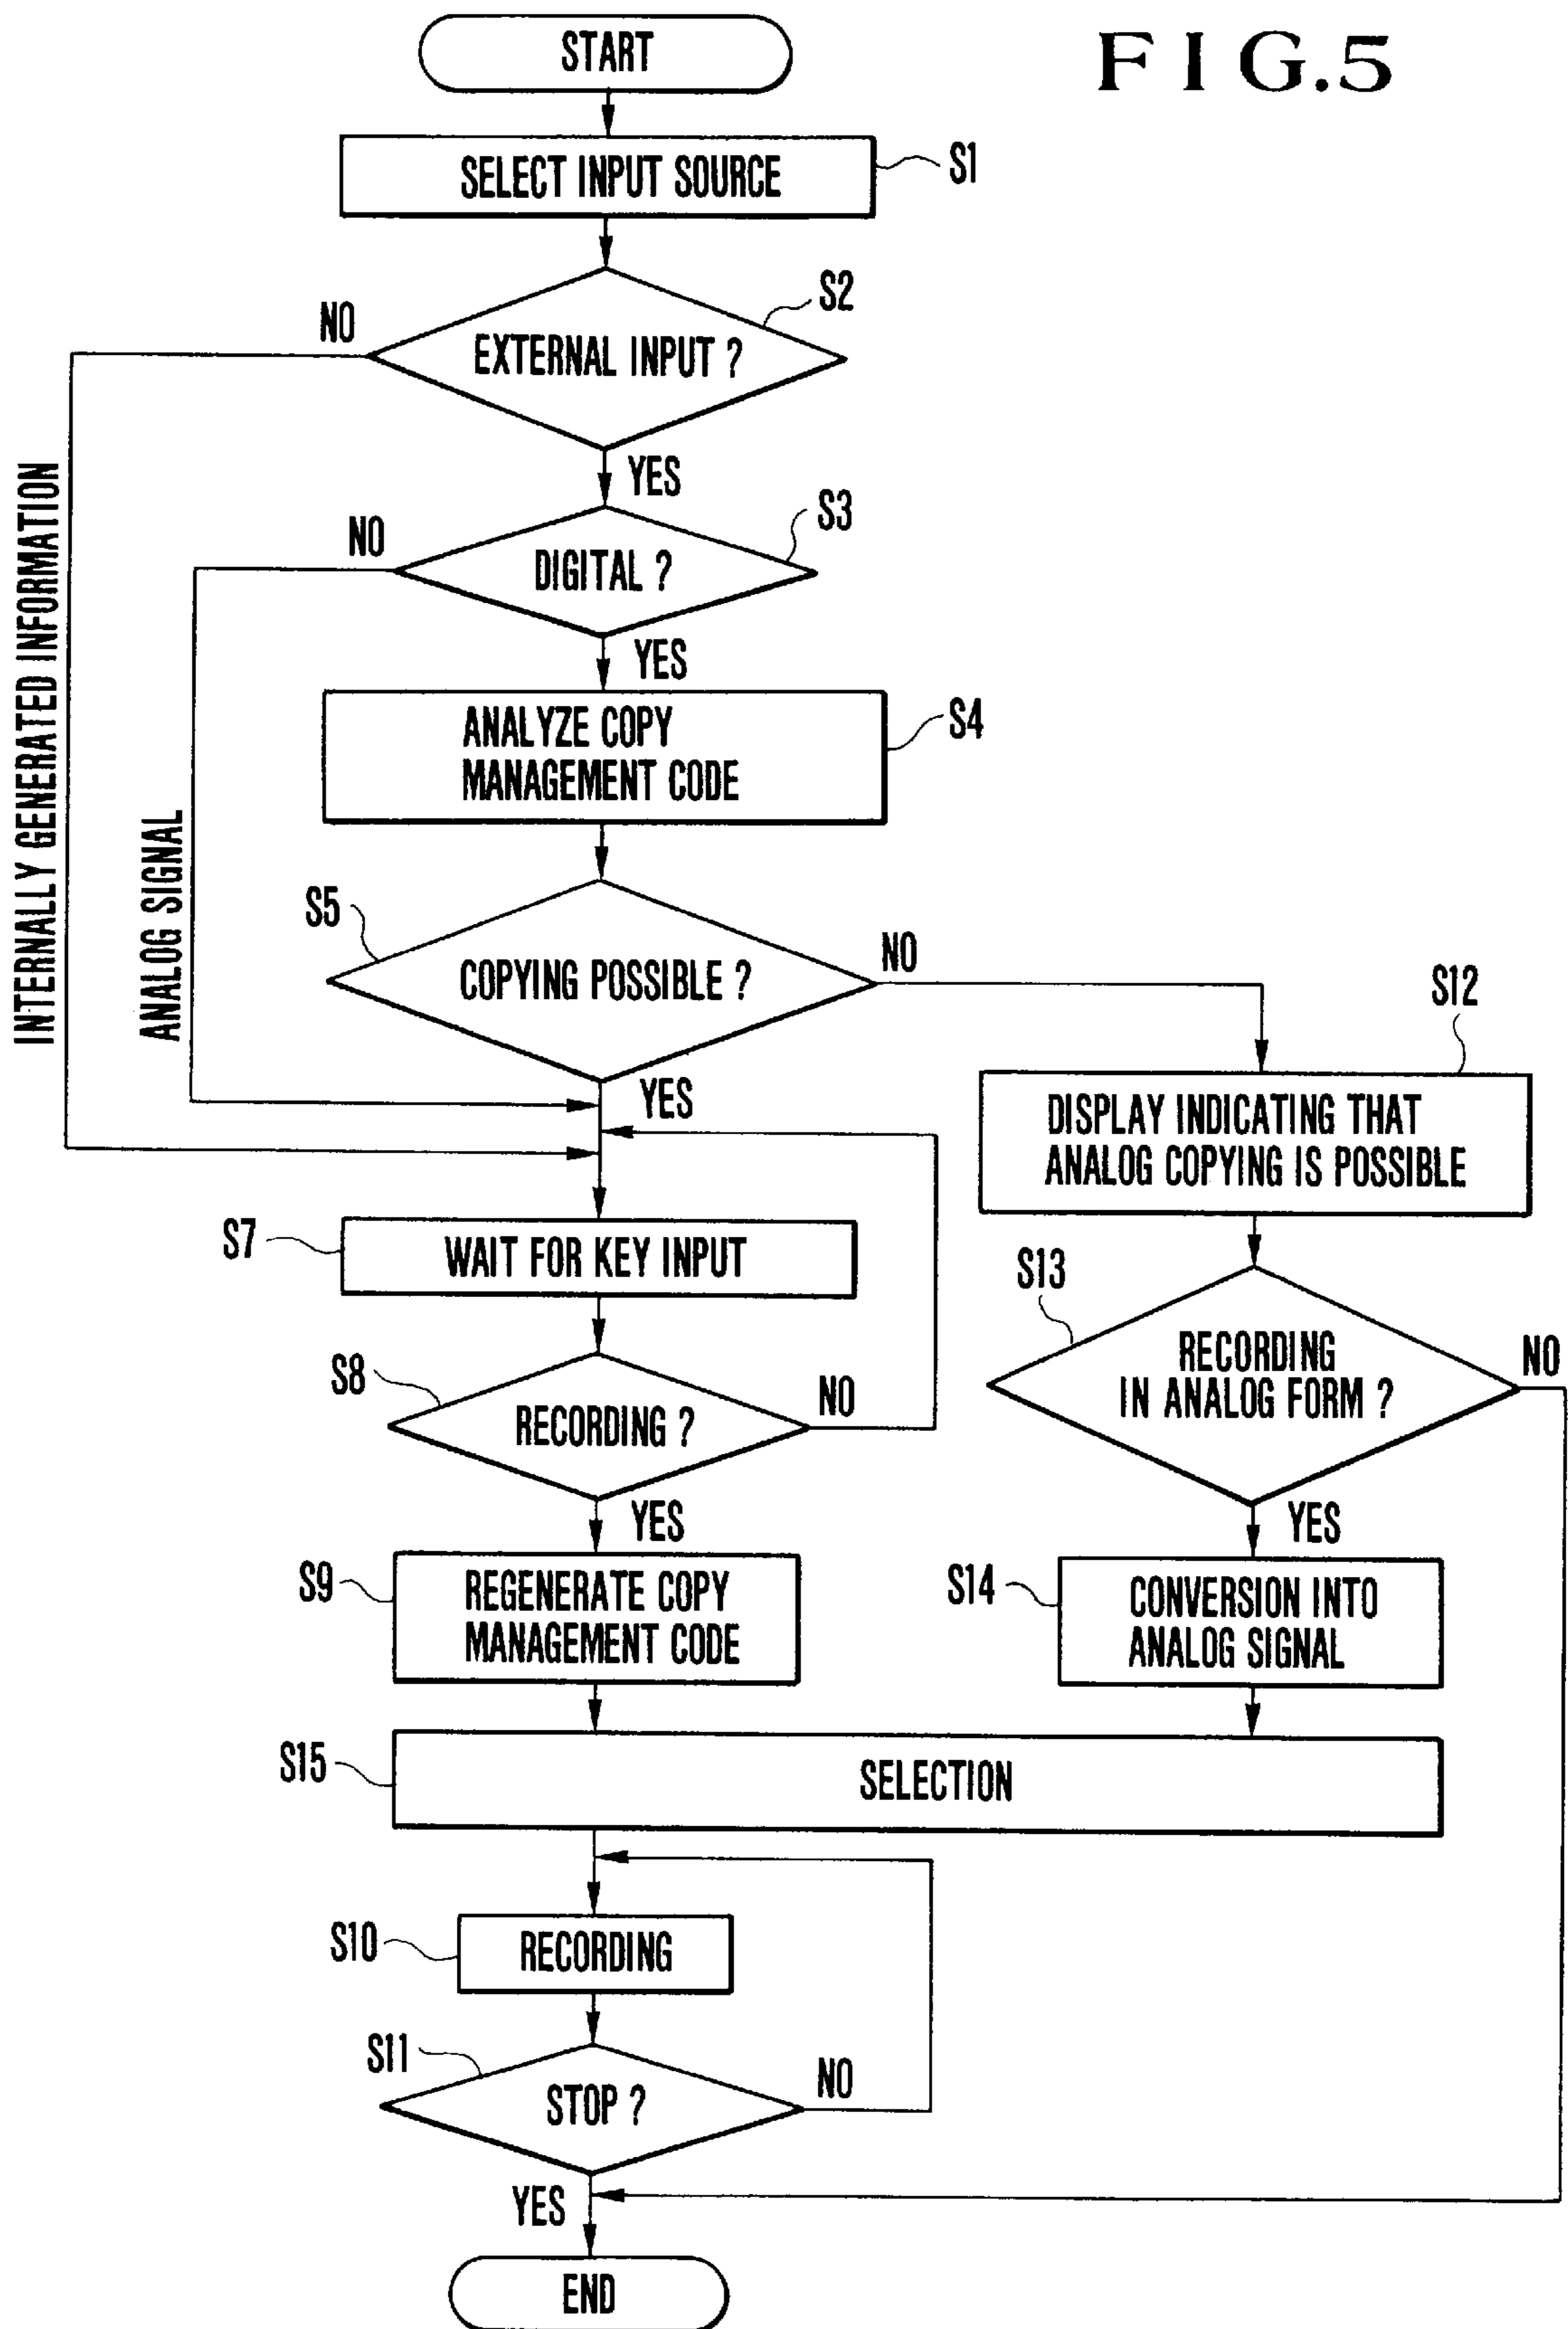 FIG.5
START
SELECT INPUT SOURCE
S1
S2
NO
EXTERNAL INPUT ?
YES
INTERNALLY GENERATED INFORMATION
S3
NO
DIGITAL ?
YES
ANALOG SIGNAL
ANALYZE COPY
MANAGEMENT CODE
S4
S5
COPYING POSSIBLE ?
NO
YES
S12
DISPLAY INDICATING THAT
ANALOG COPYING IS POSSIBLE
S7
WAIT FOR KEY INPUT
S13
RECORDING
IN ANALOG FORM ?
NO
YES
S8
RECORDING ?
NO
YES
S9
REGENERATE COPY
MANAGEMENT CODE
S14
CONVERSION INTO
ANALOG SIGNAL
S15
SELECTION
S10
RECORDING
S11
STOP ?
NO
YES
END